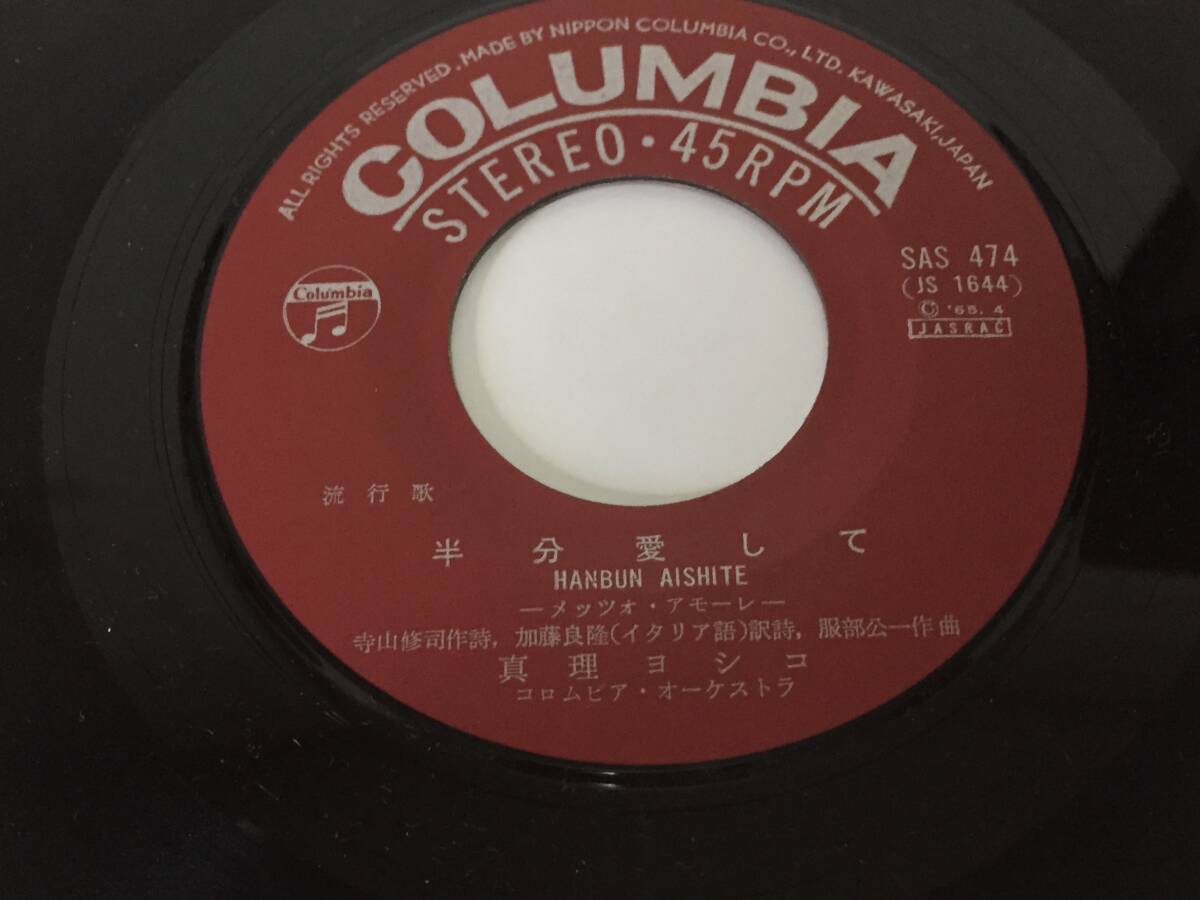 ALL RIGHTS RESERVED. MADE BY NIPPON COLUMBIA CO., LTD. KAWASAKI, JAPAN
COLUMBIA
STEREO・45RPM
SAS 474
(JS 1644)
Ⓒ '65. 4
JASRAC
Columbia
流行歌
半分愛して
HANBUN AISHITE
―メッツォ・アモーレ―
寺山修司作詩, 加藤良隆(イタリア語)訳詩, 服部公一作曲
真理ヨシコ
コロムビア・オーケストラ